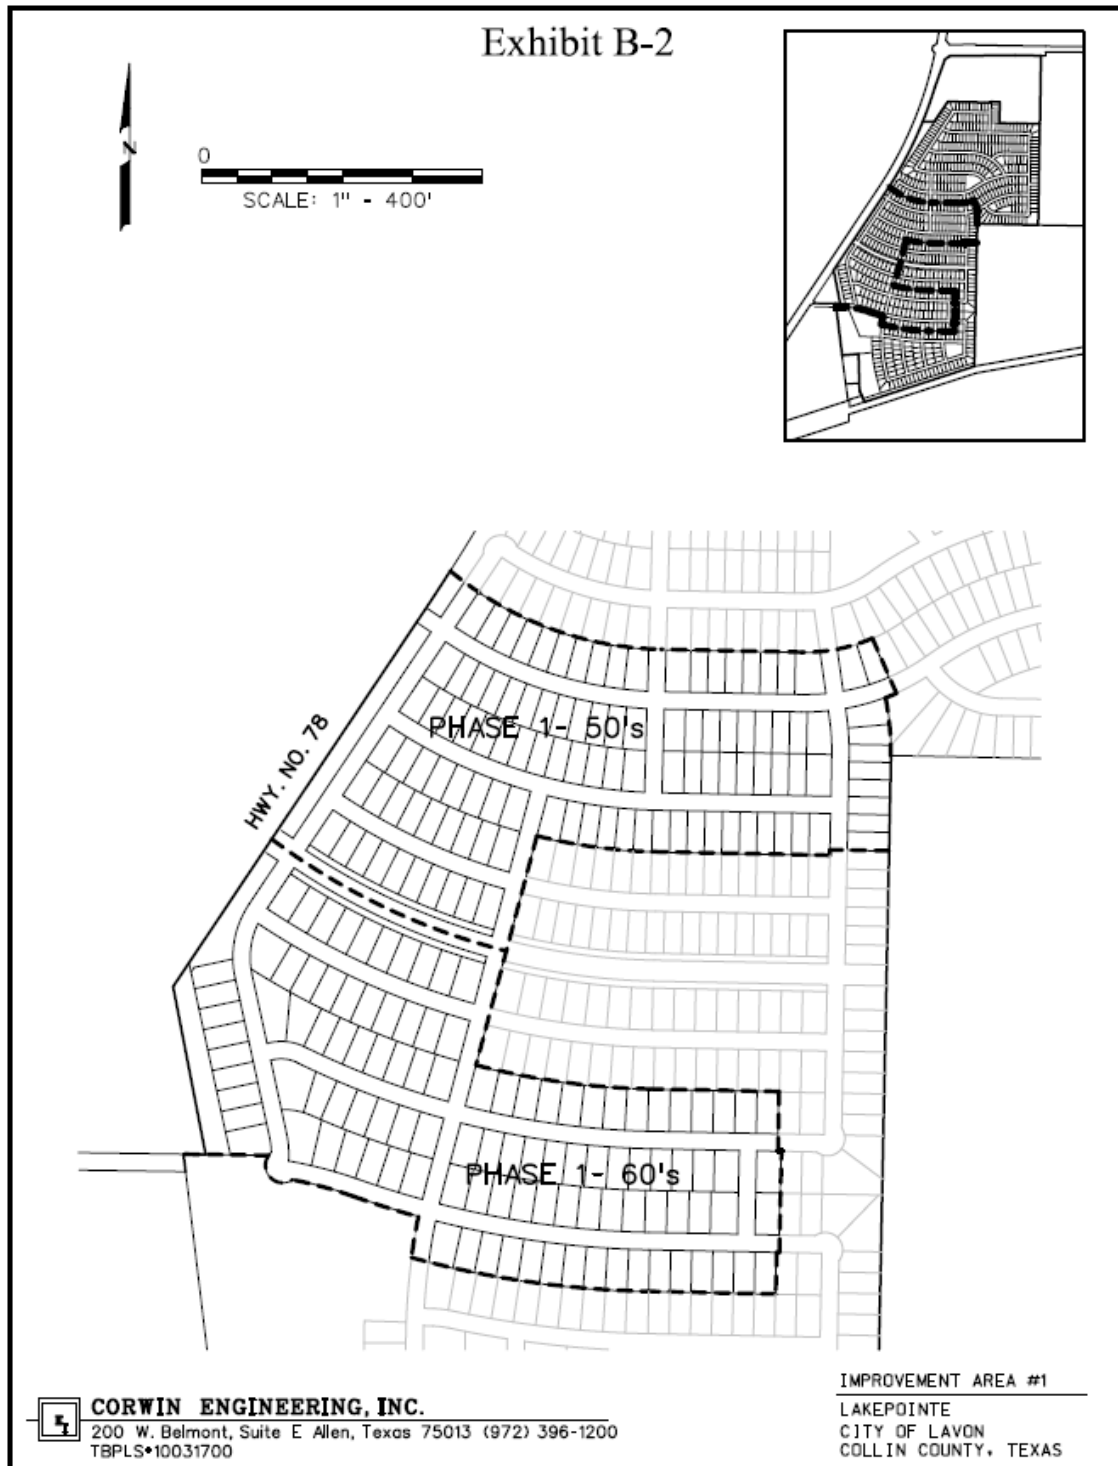 Exhibit B-2
N
0
SCALE: 1" - 400'
HWY. NO. 78
PHASE 1- 50's
PHASE 1- 60's
CORWIN ENGINEERING, INC.
200 W. Belmont, Suite E Allen, Texas 75013 (972) 396-1200
TBPLS•10031700
IMPROVEMENT AREA #1
LAKEPOINTE
CITY OF LAVON
COLLIN COUNTY, TEXAS